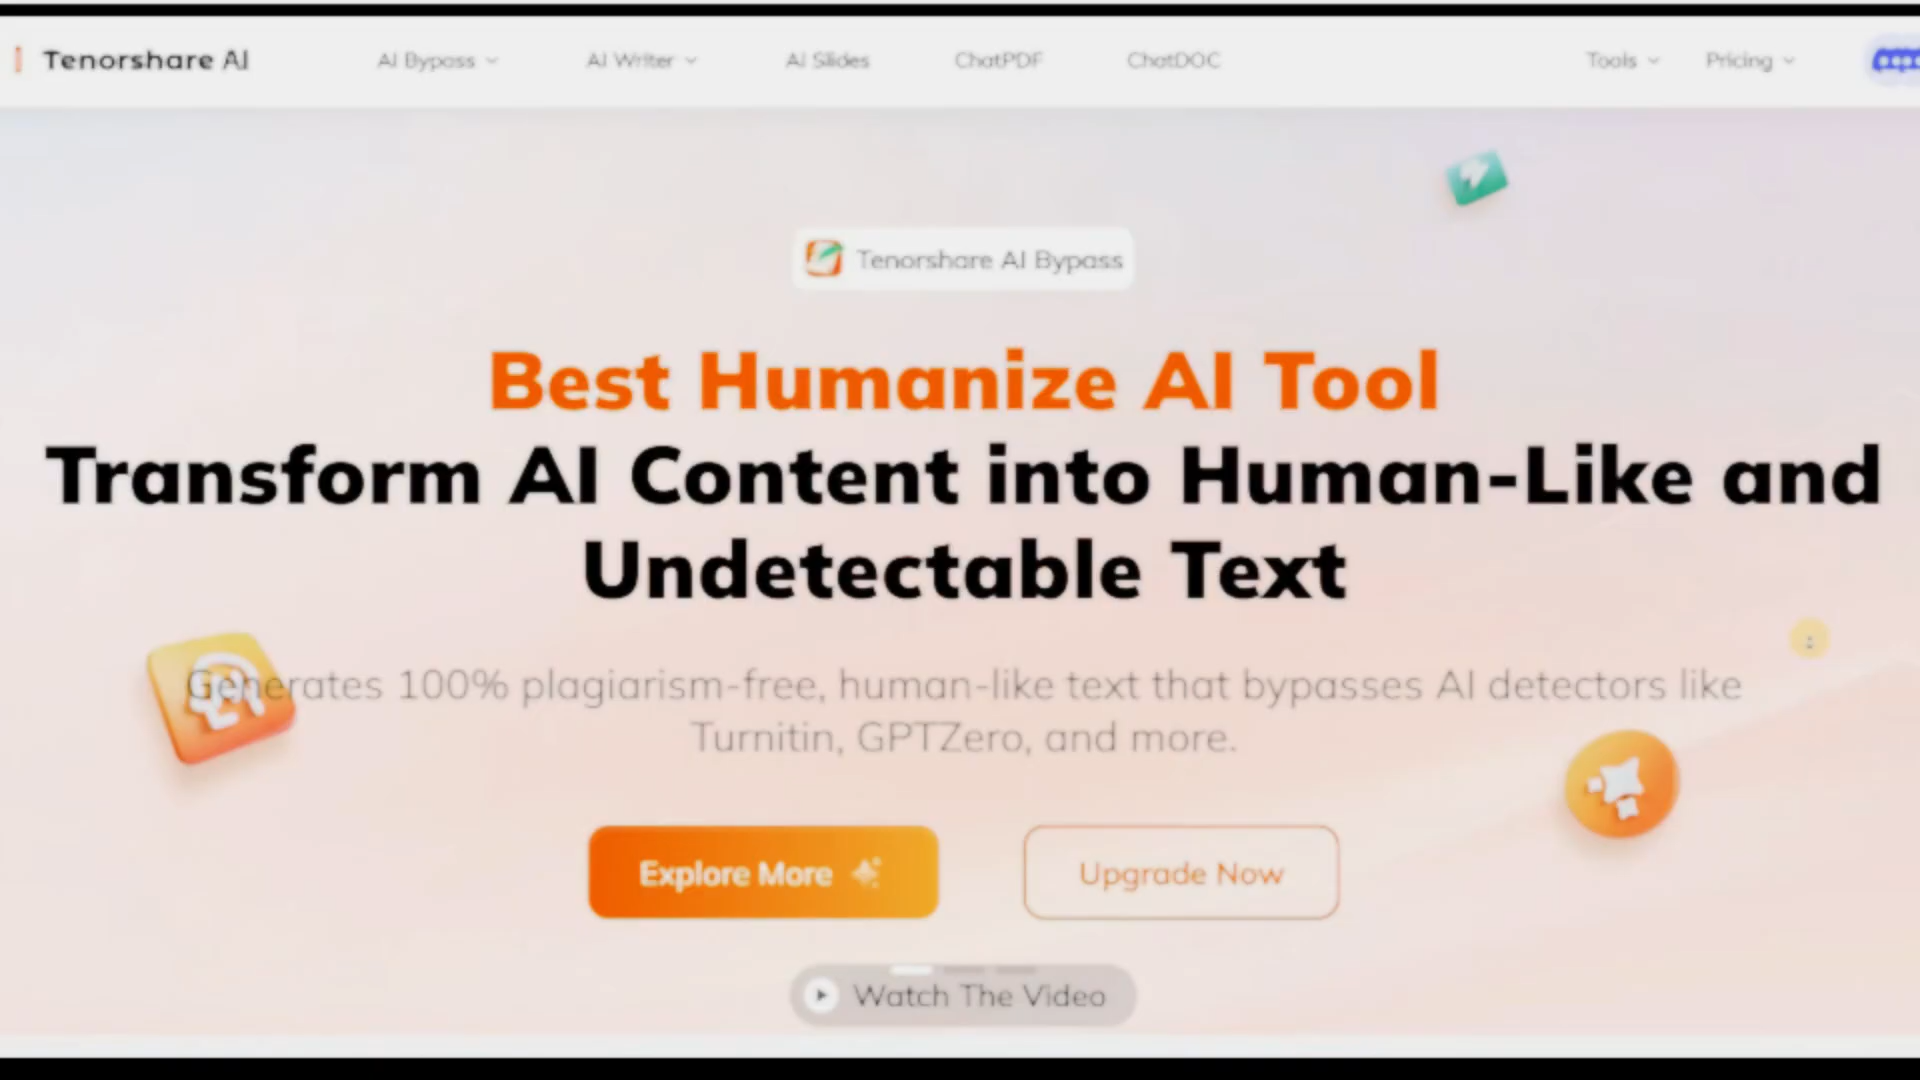 Tenorshare AI
AI Bypass
AI Writer
AI Slides
ChatPDF
ChatDOC
Tools
Pricing
Tenorshare AI Bypass
Best Humanize AI Tool
Transform AI Content into Human-Like and
Undetectable Text
Generates 100% plagiarism-free, human-like text that bypasses AI detectors like
Turnitin, GPTZero, and more.
Explore More
Upgrade Now
Watch The Video